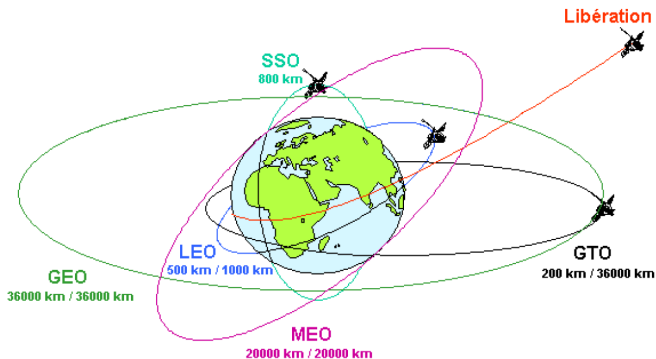 Libération
SSO
800 km
LEO
500 km / 1000 km
GTO
200 km / 36000 km
GEO
36000 km / 36000 km
MEO
20000 km / 20000 km